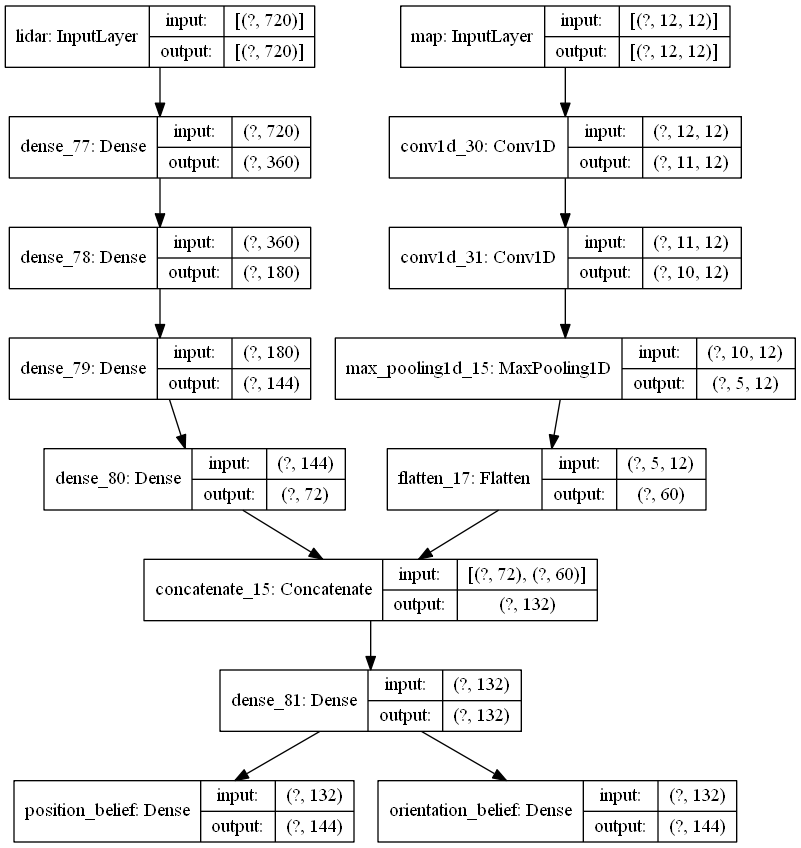 lidar: InputLayer
input:
[(?, 720)]
output:
[(?, 720)]
map: InputLayer
input:
[(?, 12, 12)]
output:
[(?, 12, 12)]
dense_77: Dense
input:
(?, 720)
output:
(?, 360)
conv1d_30: Conv1D
input:
(?, 12, 12)
output:
(?, 11, 12)
dense_78: Dense
input:
(?, 360)
output:
(?, 180)
conv1d_31: Conv1D
input:
(?, 11, 12)
output:
(?, 10, 12)
dense_79: Dense
input:
(?, 180)
output:
(?, 144)
max_pooling1d_15: MaxPooling1D
input:
(?, 10, 12)
output:
(?, 5, 12)
dense_80: Dense
input:
(?, 144)
output:
(?, 72)
flatten_17: Flatten
input:
(?, 5, 12)
output:
(?, 60)
concatenate_15: Concatenate
input:
[(?, 72), (?, 60)]
output:
(?, 132)
dense_81: Dense
input:
(?, 132)
output:
(?, 132)
position_belief: Dense
input:
(?, 132)
output:
(?, 144)
orientation_belief: Dense
input:
(?, 132)
output:
(?, 144)